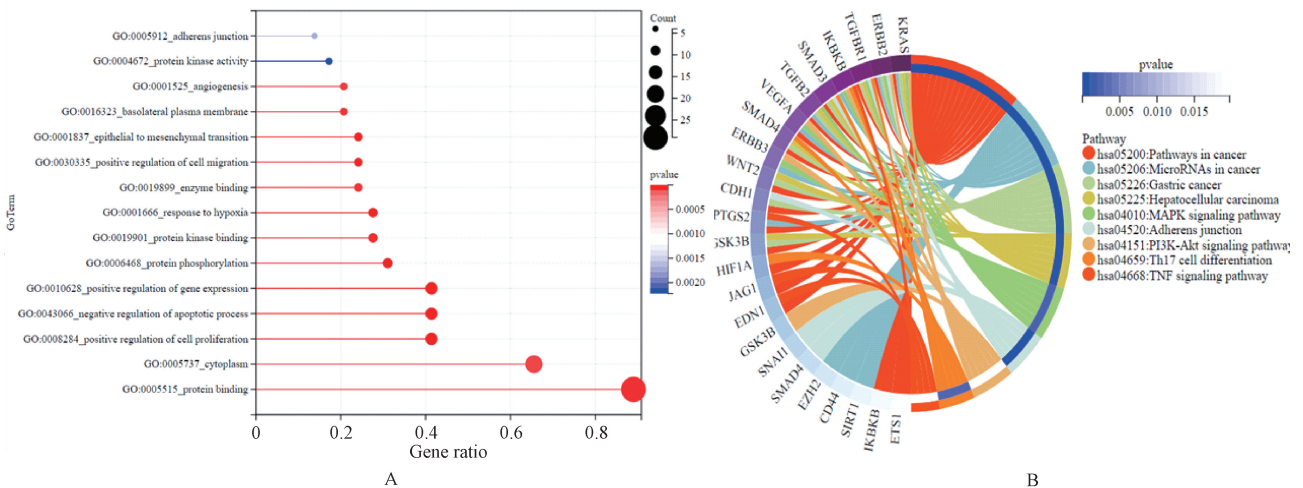 GO:0005912_adherens junction
GO:0004672_protein kinase activity
GO:0001525_angiogenesis
GO:0016323_basolateral plasma membrane
GO:0001837_epithelial to mesenchymal transition
GO:0030335_positive regulation of cell migration
GO:0019899_enzyme binding
GO:0001666_response to hypoxia
GO:0019901_protein kinase binding
GO:0006468_protein phosphorylation
GO:0010628_positive regulation of gene expression
GO:0043066_negative regulation of apoptotic process
GO:0008284_positive regulation of cell proliferation
GO:0005737_cytoplasm
GO:0005515_protein binding
GoTerm
0 0.2 0.4 0.6 0.8
Gene ratio
Count
5
10
15
20
25
pvalue
0.0005
0.0010
0.0015
0.0020
A
KRAS
ERBB2
TGFBR1
IKBKB
SMAD3
TGFB2
VEGFA
SMAD4
ERBB3
WNT2
CDH1
PTGS2
GSK3B
HIF1A
JAG1
EDN1
GSK3B
SNAI1
SMAD4
EZH2
CD44
SIRT1
IKBKB
ETS1
pvalue
0.005 0.010 0.015
Pathway
hsa05200:Pathways in cancer
hsa05206:MicroRNAs in cancer
hsa05226:Gastric cancer
hsa05225:Hepatocellular carcinoma
hsa04010:MAPK signaling pathway
hsa04520:Adherens junction
hsa04151:PI3K-Akt signaling pathway
hsa04659:Th17 cell differentiation
hsa04668:TNF signaling pathway
B